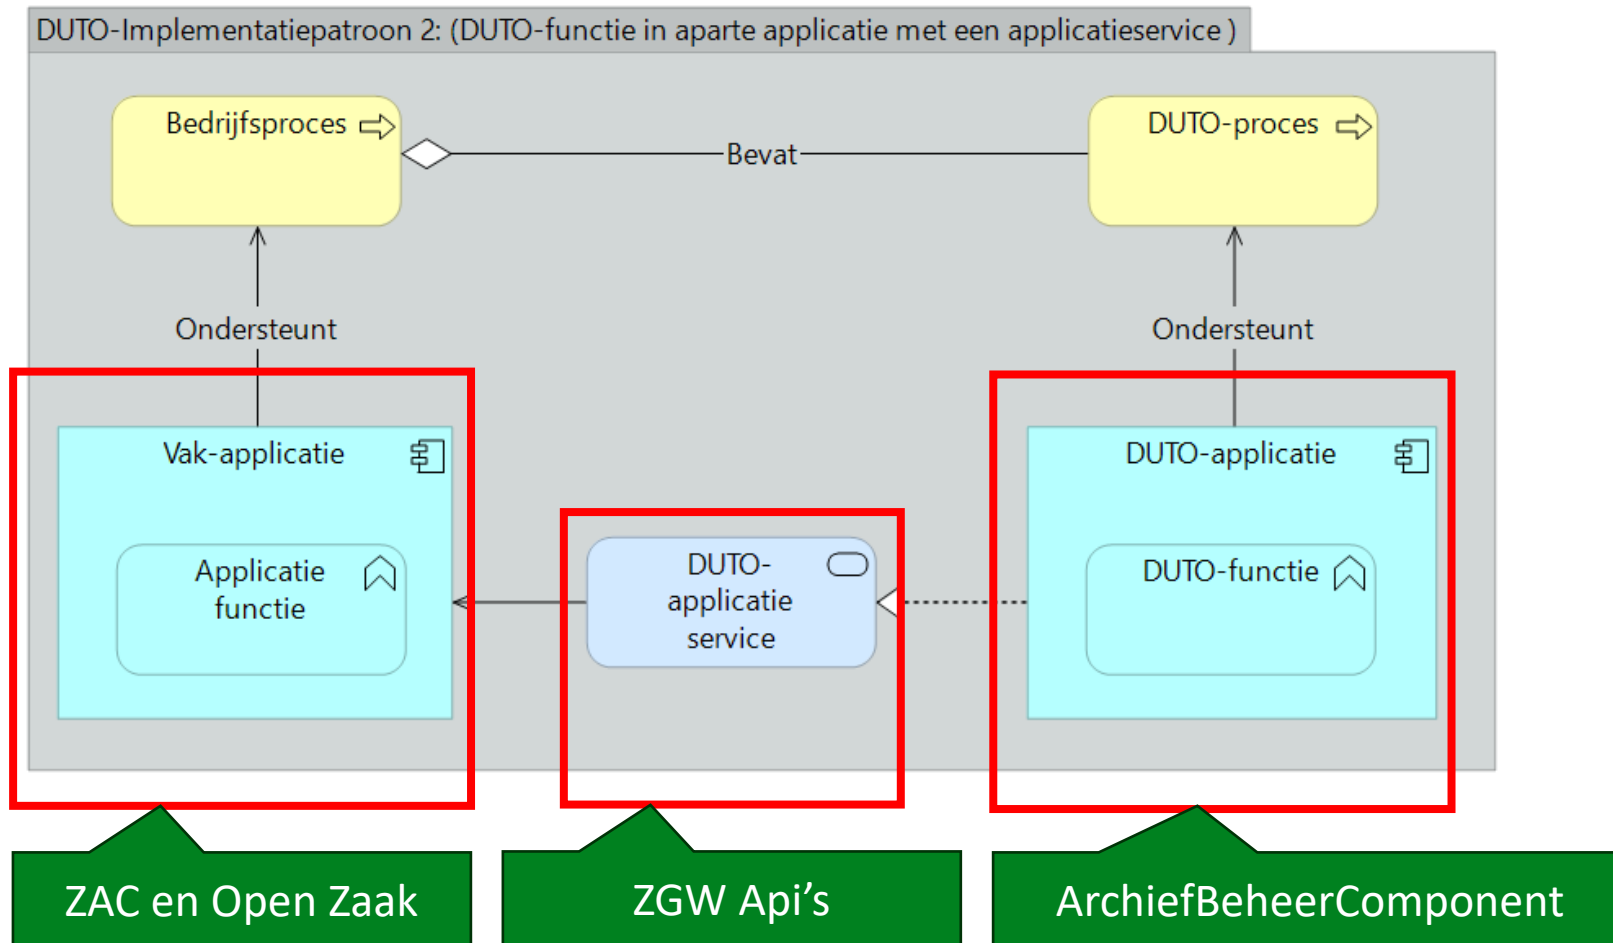 DUTO-Implementatiepatroon 2: (DUTO-functie in aparte applicatie met een applicatieservice )
Bedrijfsproces
Bevat
DUTO-proces
Ondersteunt
Ondersteunt
Vak-applicatie
DUTO-applicatie
Applicatie
functie
DUTO-
applicatie
service
DUTO-functie
ZAC en Open Zaak
ZGW Api’s
ArchiefBeheerComponent